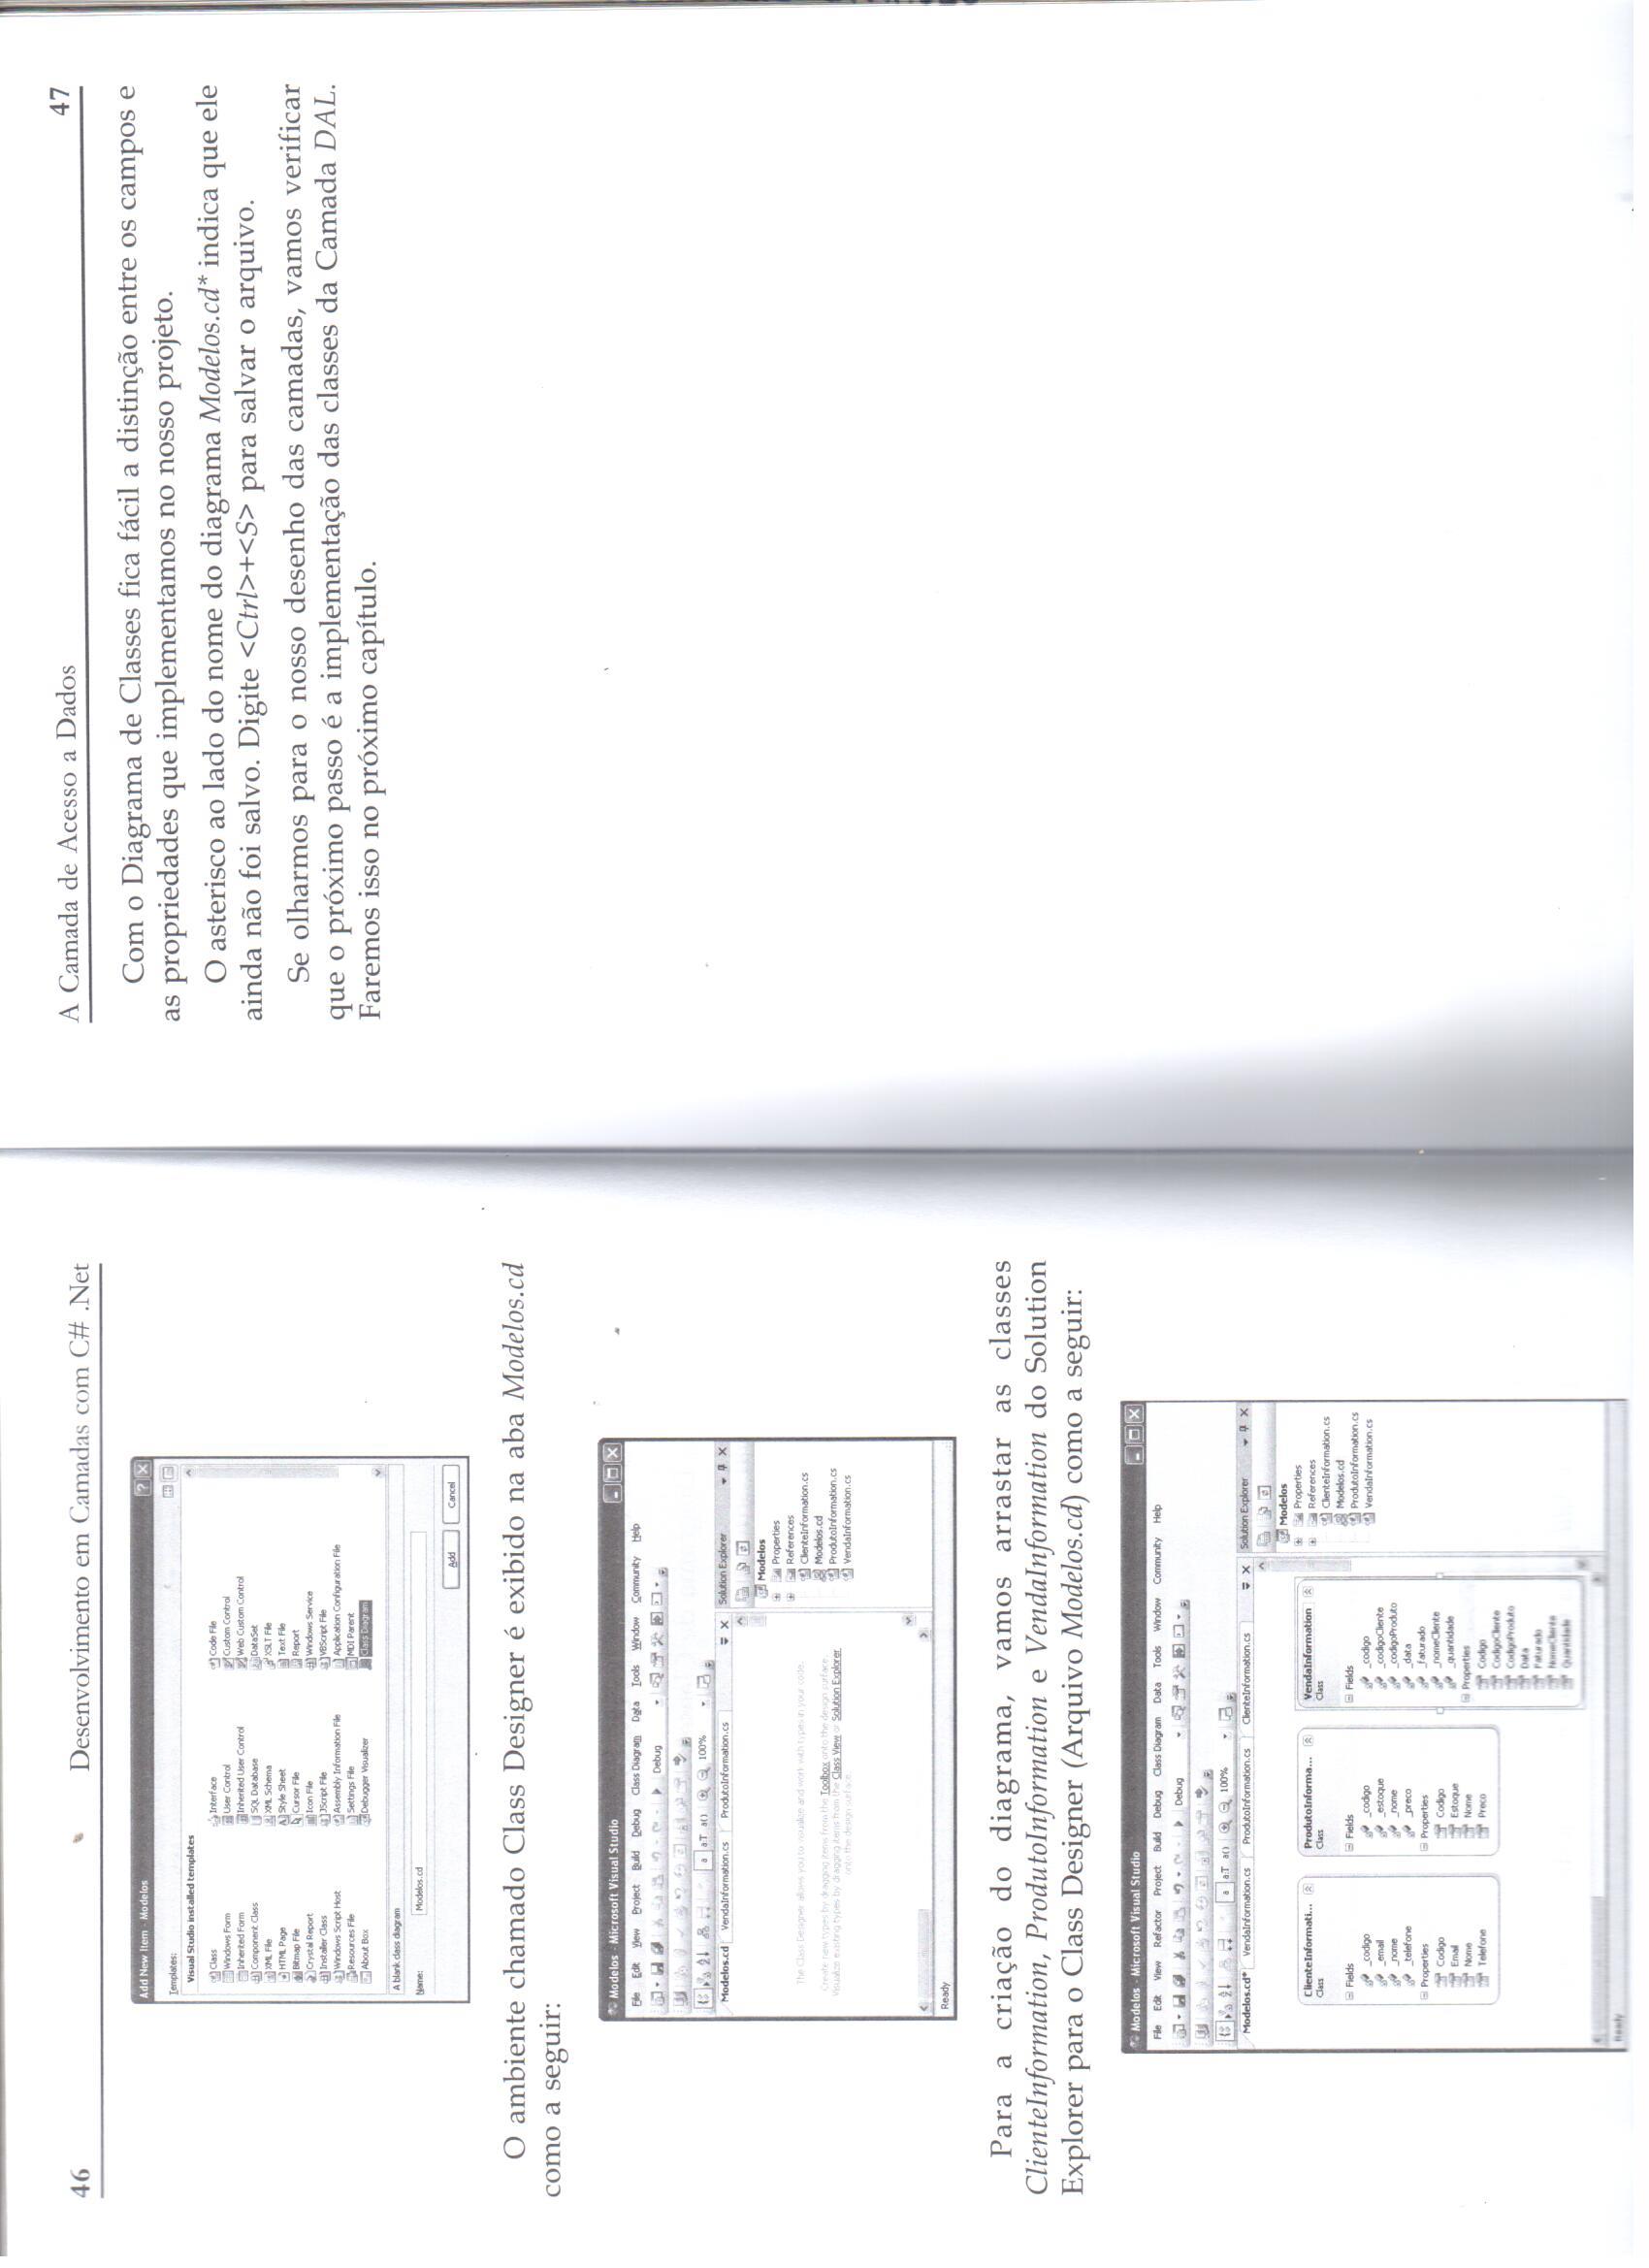 46
Desenvolvimento em Camadas com C# .Net
Add New Item - Modelos
Templates:
Visual Studio installed templates
Class
Interface
Code File
Windows Form
User Control
Custom Control
Inherited Form
Inherited User Control
Web Custom Control
Component Class
SQL Database
DataSet
XML File
XML Schema
XSLT File
HTML Page
Style Sheet
Text File
Bitmap File
Cursor File
Report
Crystal Report
Icon File
Windows Service
Installer Class
JScript File
VBScript File
Windows Script Host
Assembly Information File
Application Configuration File
Resources File
Settings File
MDI Parent
About Box
Debugger Visualizer
Class Diagram
A blank class diagram
Name:
Modelos.cd
Add
Cancel
O ambiente chamado Class Designer é exibido na aba Modelos.cd
como a seguir:
Modelos - Microsoft Visual Studio
File Edit View Project Build Debug Class Diagram Data Tools Window Community Help
Debug
a a:T a() 100%
Modelos.cd VendaInformation.cs ProdutoInformation.cs
Solution Explorer
Modelos
Properties
References
ClienteInformation.cs
Modelos.cd
ProdutoInformation.cs
VendaInformation.cs
The Class Designer allows you to visualize and work with types in your code.
Create new types by dragging items from the Toolbox onto the design surface.
Visualize existing types by dragging items from the Class View or Solution Explorer
onto the design surface.
Ready
Para a criação do diagrama, vamos arrastar as classes
ClienteInformation, ProdutoInformation e VendaInformation do Solution
Explorer para o Class Designer (Arquivo Modelos.cd) como a seguir:
Modelos - Microsoft Visual Studio
File Edit View Refactor Project Build Debug Class Diagram Data Tools Window Community Help
Debug
a a:T a() 100%
Modelos.cd* VendaInformation.cs ProdutoInformation.cs ClienteInformation.cs
ClienteInformati...
Class
Fields
_codigo
_email
_nome
_telefone
Properties
Codigo
Email
Nome
Telefone
ProdutoInforma...
Class
Fields
_codigo
_estoque
_nome
_preco
Properties
Codigo
Estoque
Nome
Preco
VendaInformation
Class
Fields
_codigo
_codigoCliente
_codigoProduto
_data
_faturado
_nomeCliente
_quantidade
Properties
Codigo
CodigoCliente
CodigoProduto
Data
Faturado
NomeCliente
Quantidade
Solution Explorer
Modelos
Properties
References
ClienteInformation.cs
Modelos.cd
ProdutoInformation.cs
VendaInformation.cs
Ready
A Camada de Acesso a Dados
47
Com o Diagrama de Classes fica fácil a distinção entre os campos e
as propriedades que implementamos no nosso projeto.
O asterisco ao lado do nome do diagrama Modelos.cd* indica que ele
ainda não foi salvo. Digite <Ctrl>+<S> para salvar o arquivo.
Se olharmos para o nosso desenho das camadas, vamos verificar
que o próximo passo é a implementação das classes da Camada DAL.
Faremos isso no próximo capítulo.